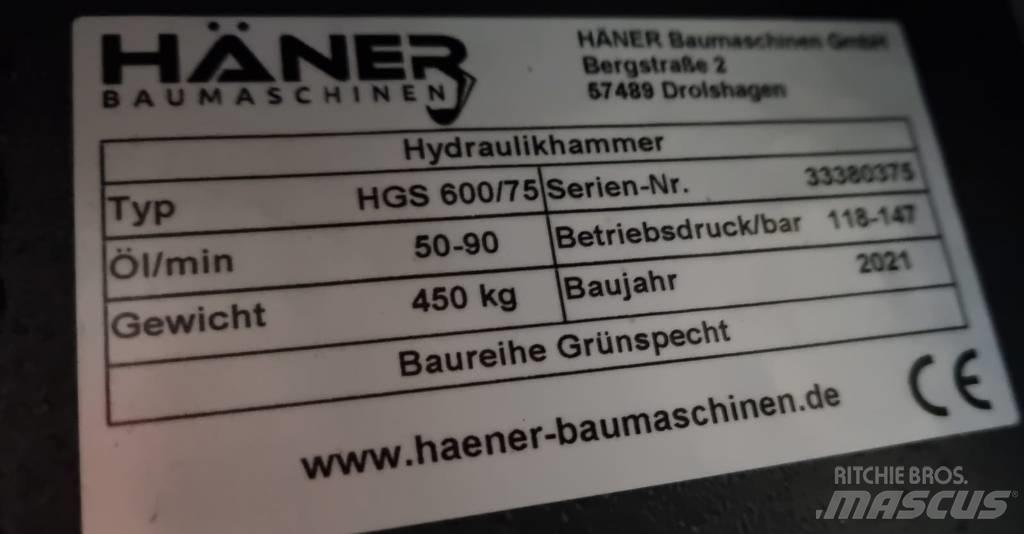 HÄNER
BAUMASCHINEN
HÄNER Baumaschinen GmbH
Bergstraße 2
57489 Drolshagen
Hydraulikhammer
Typ HGS 600/75 Serien-Nr. 33380375
Öl/min 50-90 Betriebsdruck/bar 118-147
Gewicht 450 kg Baujahr 2021
Baureihe Grünspecht
www.haener-baumaschinen.de
CE
RITCHIE BROS.
MASCUS